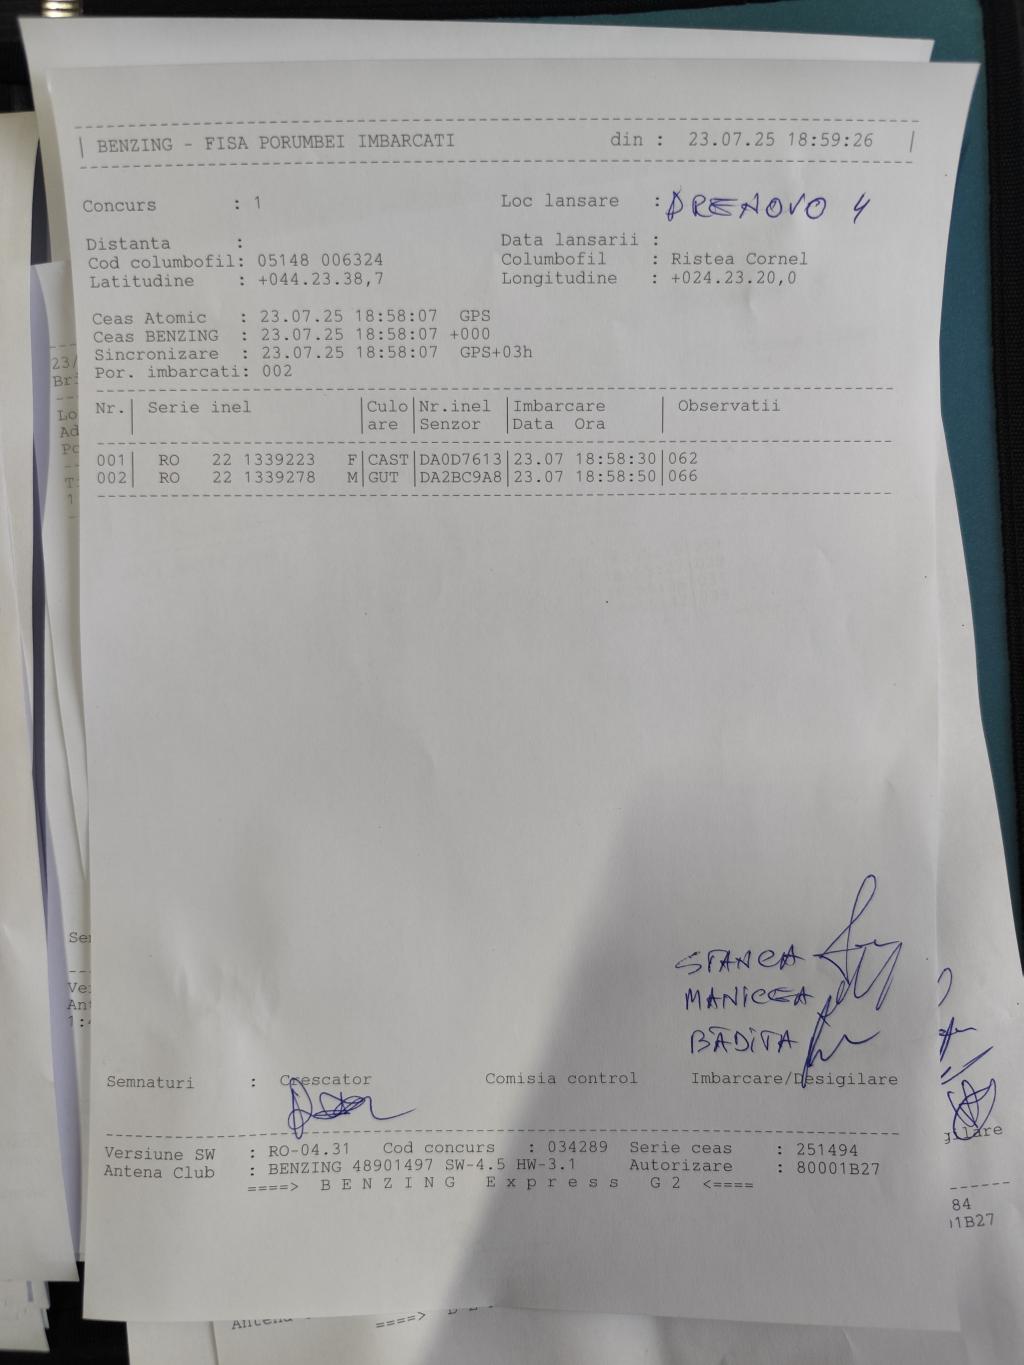 | BENZING - FISA PORUMBEI IMBARCATI din : 23.07.25 18:59:26 |
Concurs : 1 Loc lansare : DRENOVO 4
Distanta : Data lansarii :
Cod columbofil: 05148 006324 Columbofil : Ristea Cornel
Latitudine : +044.23.38,7 Longitudine : +024.23.20,0
Ceas Atomic : 23.07.25 18:58:07 GPS
Ceas BENZING : 23.07.25 18:58:07 +000
Sincronizare : 23.07.25 18:58:07 GPS+03h
Por. imbarcati: 002
Nr.| Serie inel |Culo|Nr.inel|Imbarcare | Observatii
| |are |Senzor |Data Ora |
001| RO 22 1339223 F|CAST|DA0D7613|23.07 18:58:30|062
002| RO 22 1339278 M|GUT |DA2BC9A8|23.07 18:58:50|066
STANCA
MANICEA
BĂDIȚA
Semnaturi : Crescator Comisia control Imbarcare/Desigilare
Versiune SW : RO-04.31 Cod concurs : 034289 Serie ceas : 251494
Antena Club : BENZING 48901497 SW-4.5 HW-3.1 Autorizare : 80001B27
====> B E N Z I N G E x p r e s s G 2 <====
84
1B27
====>